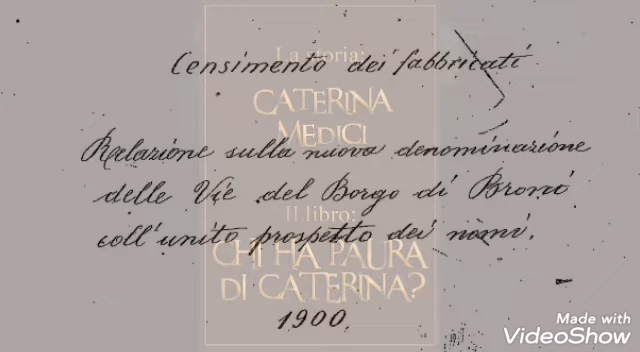 La storia:
Censimento dei fabbricati
CATERINA
MEDICI
Relazione sulla nuova denominazione
delle Vie del Borgo di Broni
Il libro:
coll'unito prospetto dei nomi.
CHI HA PAURA
DI CATERINA?
1900.
Made with
VideoShow